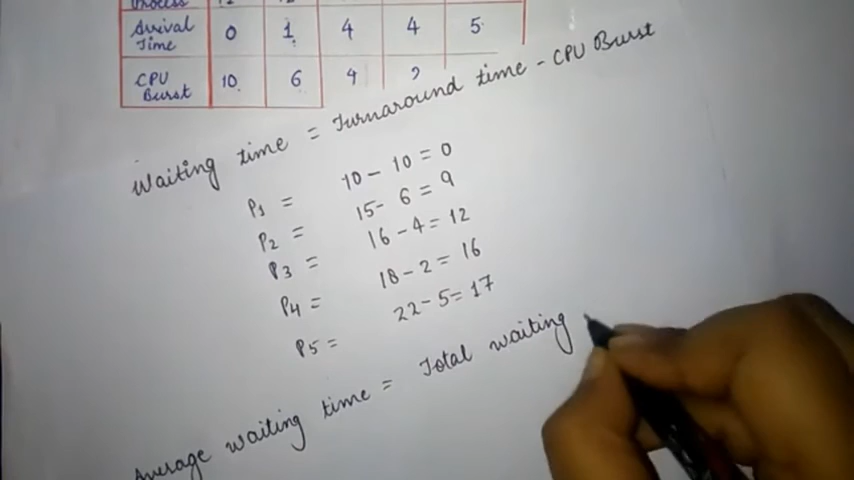 Process
Arrival Time 0 1 4 4 5
CPU Burst 10 6 4 2
Waiting time = Turnaround time - CPU Burst
P1 = 10 - 10 = 0
P2 = 15 - 6 = 9
P3 = 16 - 4 = 12
P4 = 18 - 2 = 16
P5 = 22 - 5 = 17
Average waiting time = Total waiting